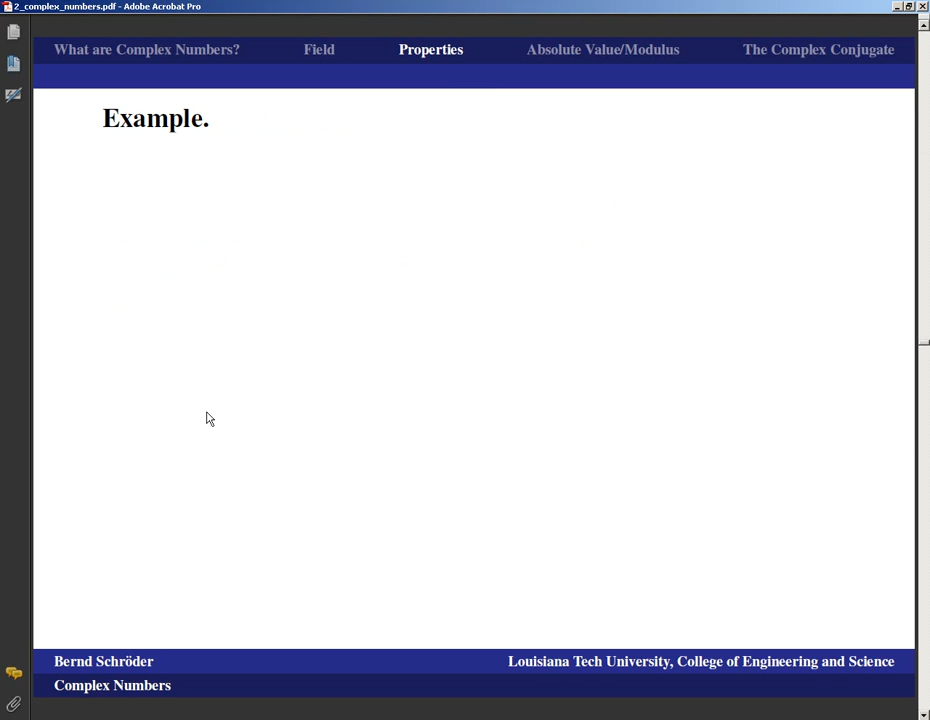 2_complex_numbers.pdf - Adobe Acrobat Pro
What are Complex Numbers? Field Properties Absolute Value/Modulus The Complex Conjugate
Example.
Bernd Schröder Louisiana Tech University, College of Engineering and Science
Complex Numbers